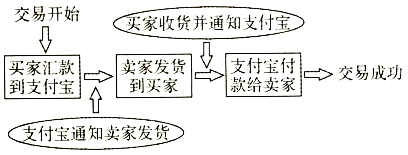 交易开始
买家收货并通知支付宝
买家汇款
到支付宝
卖家发货
到买家
支付宝付
款给卖家
交易成功
支付宝通知卖家发货